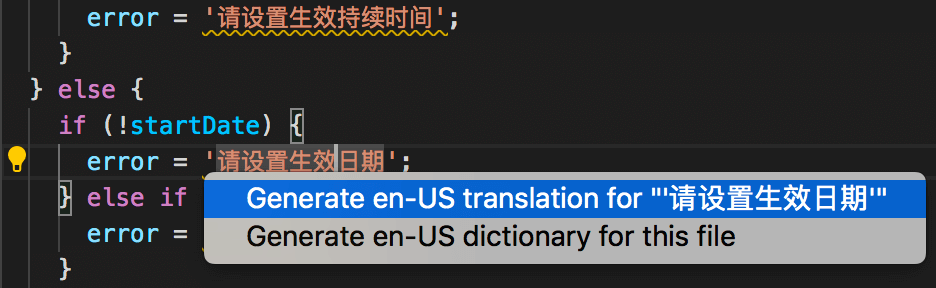 error = '请设置生效持续时间';
}
} else {
if (!startDate) {
error = '请设置生效日期';
} else if
Generate en-US translation for "'请设置生效日期'"
error =
Generate en-US dictionary for this file
}